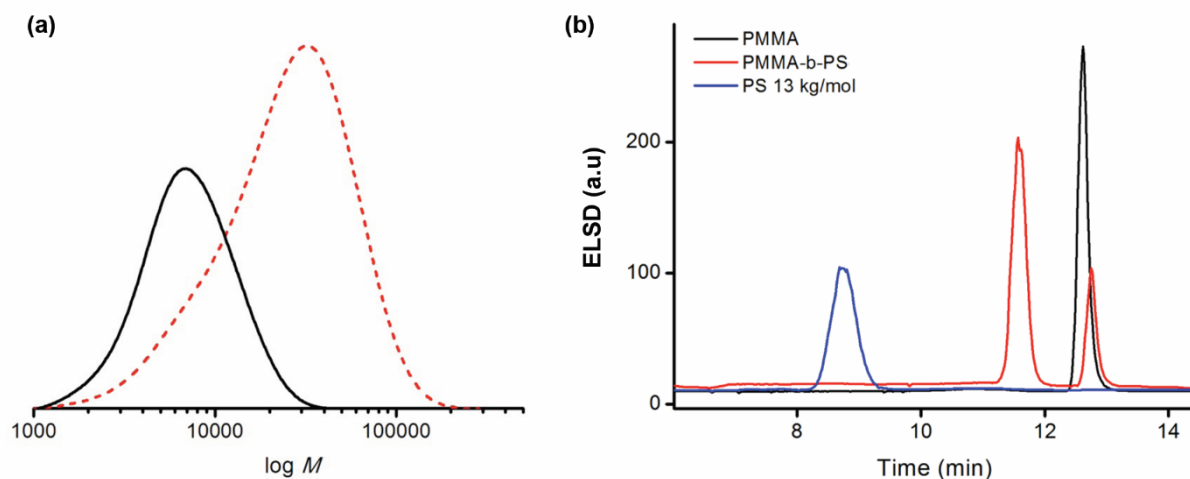 (a)
1000
10000
100000
log M
(b)
PMMA
PMMA-b-PS
PS 13 kg/mol
ELSD (a.u)
200
100
0
8
10
12
14
Time (min)